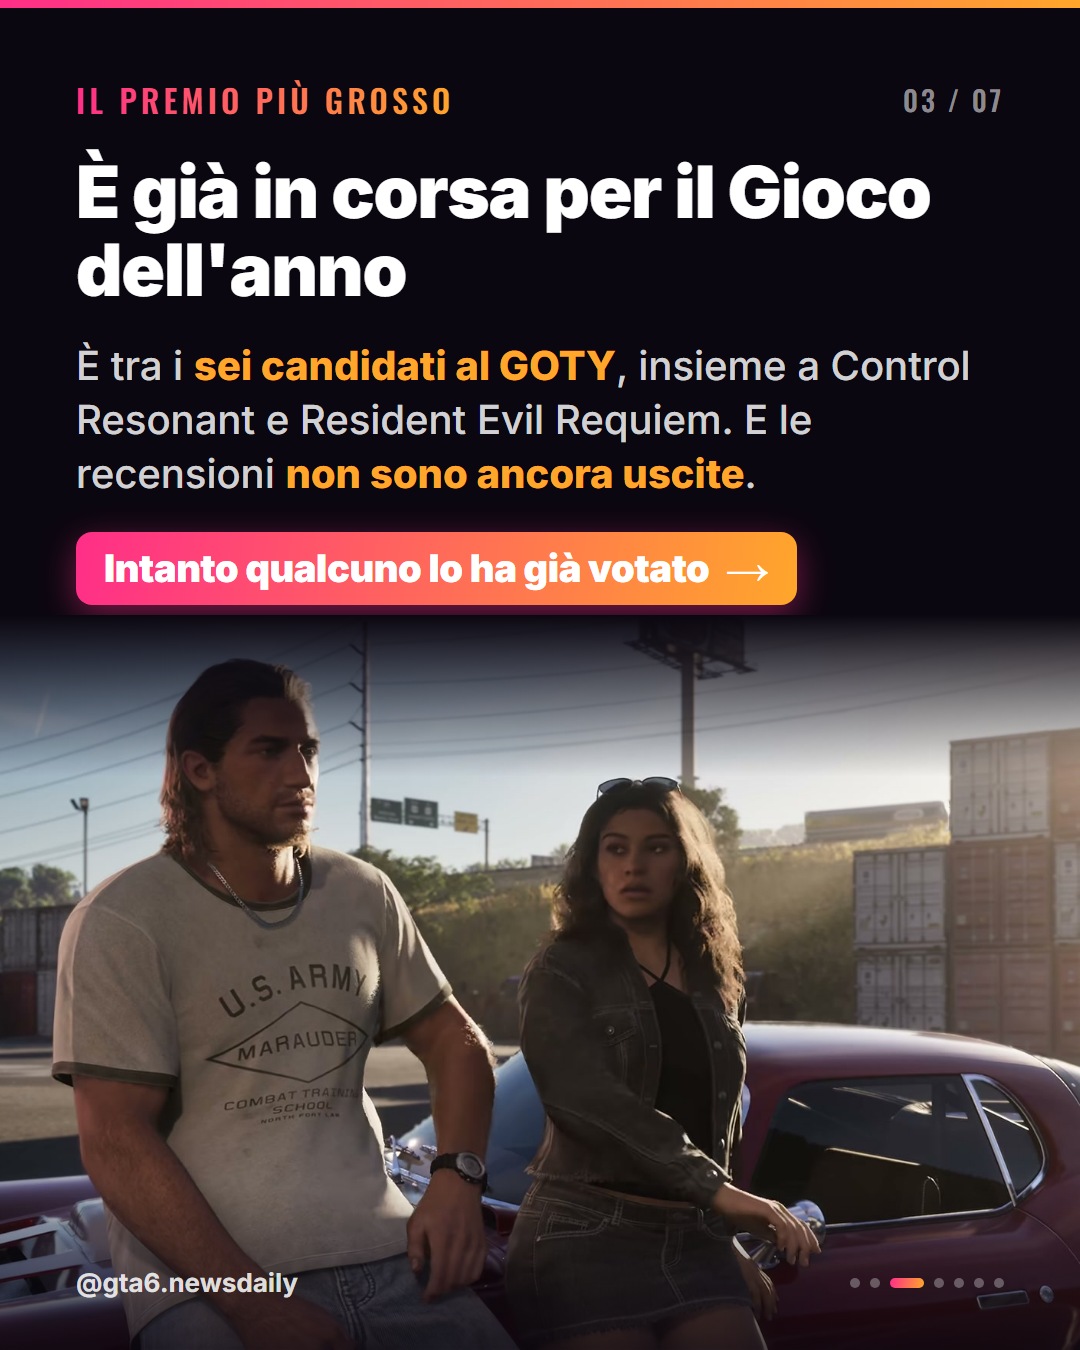 IL PREMIO PIÙ GROSSO
03 / 07
È già in corsa per il Gioco
dell'anno
È tra i sei candidati al GOTY, insieme a Control
Resonant e Resident Evil Requiem. E le
recensioni non sono ancora uscite.
Intanto qualcuno lo ha già votato →
U.S. ARMY
MARAUDER
COMBAT TRAINING
SCHOOL
@gta6.newsdaily